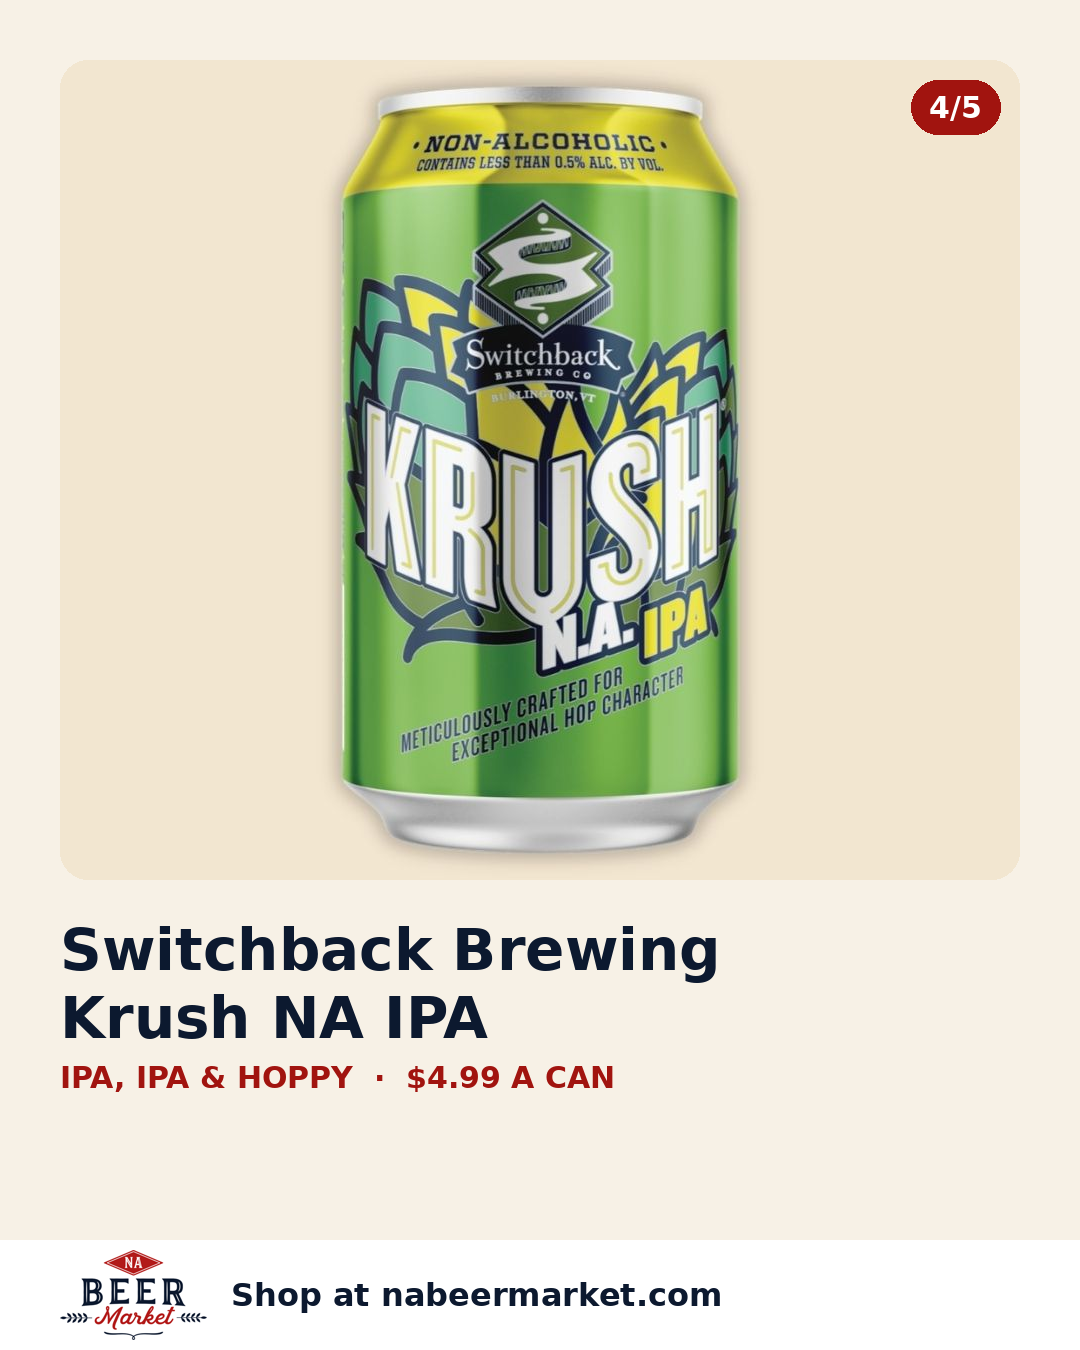 4/5
• NON-ALCOHOLIC •
CONTAINS LESS THAN 0.5% ALC. BY VOL.
Switchback
BREWING CO
BURLINGTON, VT
KRUSH®
N.A. IPA
METICULOUSLY CRAFTED FOR
EXCEPTIONAL HOP CHARACTER
Switchback Brewing
Krush NA IPA
IPA, IPA & HOPPY · $4.99 A CAN
NA
BEER
Market
Shop at nabeermarket.com